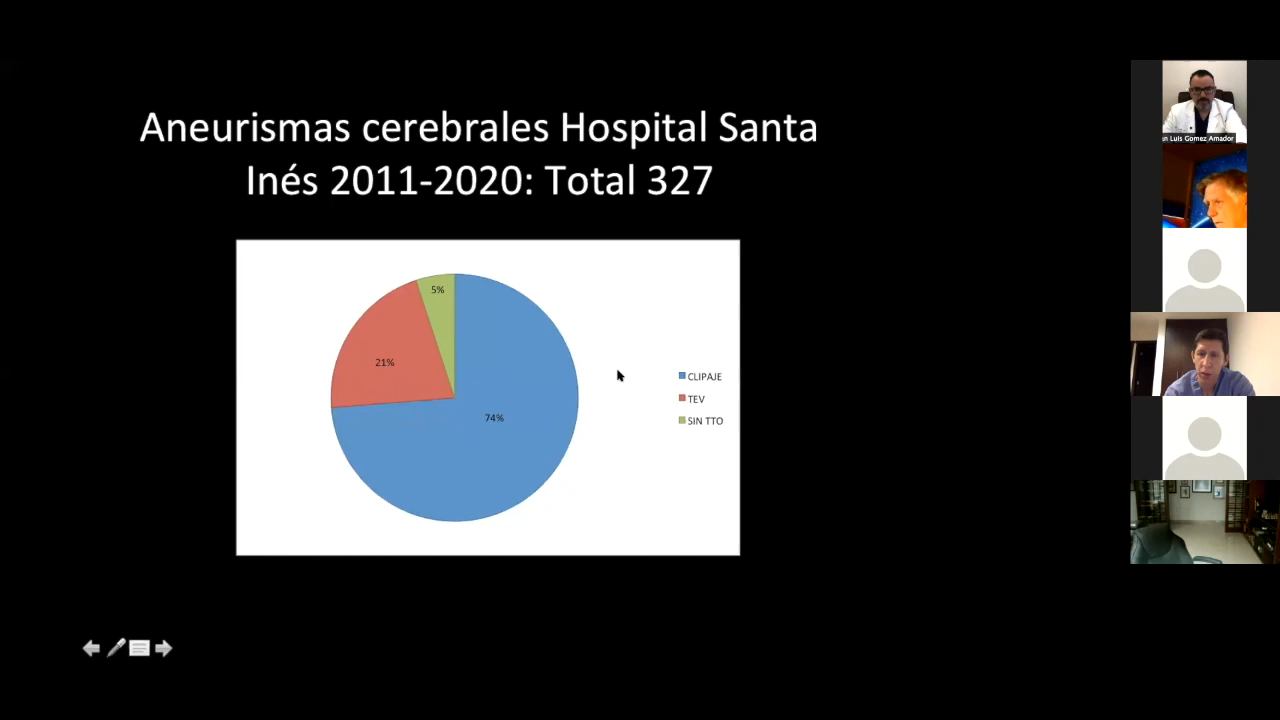 Aneurismas cerebrales Hospital Santa
Inés 2011-2020: Total 327
5%
21%
74%
CLIPAJE
TEV
SIN TTO
Luis Gomez Amador